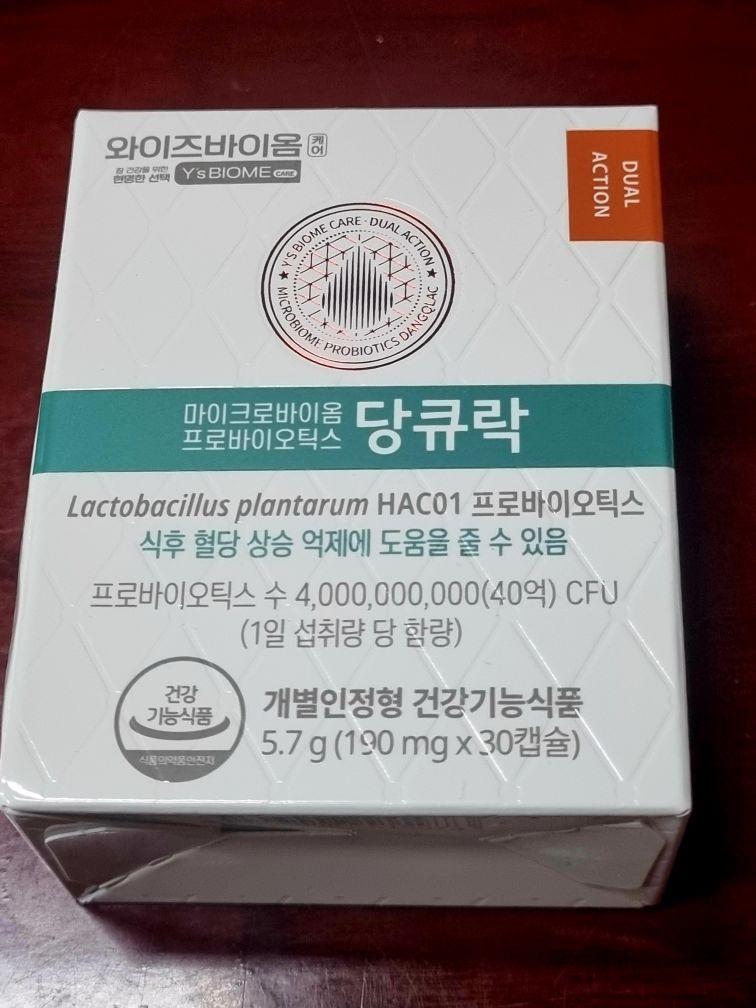 와이즈바이옴 케어
장 건강을 위한
현명한 선택 Y'sBIOME CARE
DUAL
ACTION
★ Y'S BIOME CARE · DUAL ACTION ★
MICROBIOME PROBIOTICS DANGQLAC
마이크로바이옴
프로바이오틱스 당큐락
Lactobacillus plantarum HAC01 프로바이오틱스
식후 혈당 상승 억제에 도움을 줄 수 있음
프로바이오틱스 수 4,000,000,000(40억) CFU
(1일 섭취량 당 함량)
건강
기능식품
식품의약품안전처
개별인정형 건강기능식품
5.7 g (190 mg x 30캡슐)